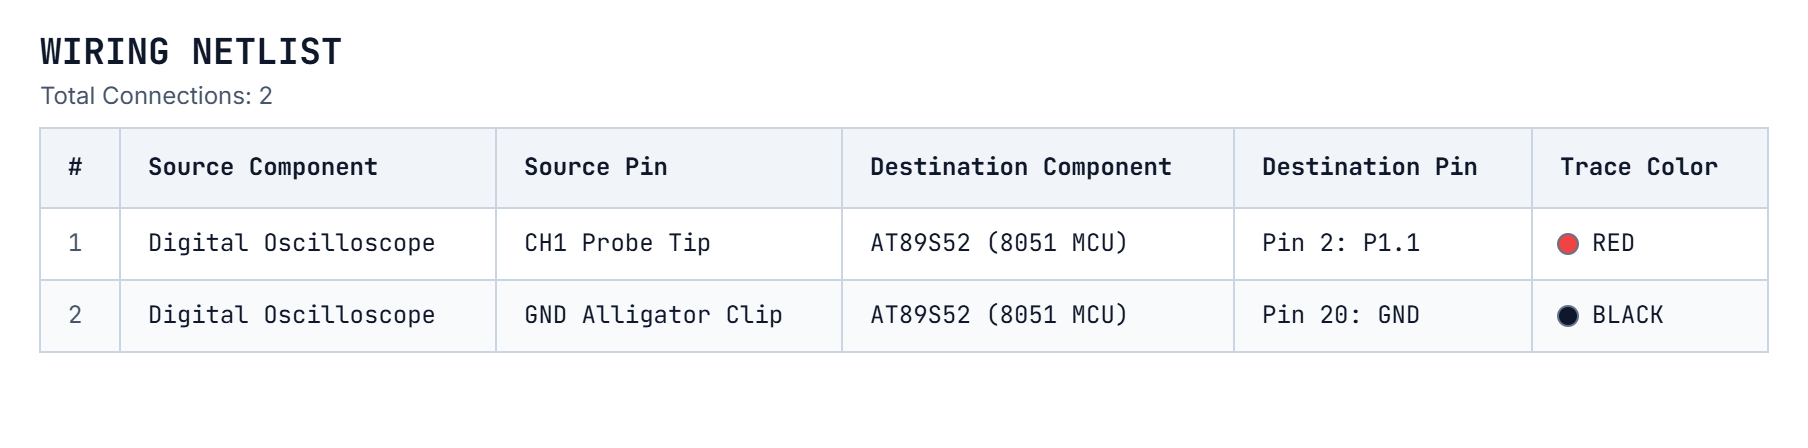 WIRING NETLIST
Total Connections: 2
# Source Component Source Pin Destination Component Destination Pin Trace Color
1 Digital Oscilloscope CH1 Probe Tip AT89S52 (8051 MCU) Pin 2: P1.1 RED
2 Digital Oscilloscope GND Alligator Clip AT89S52 (8051 MCU) Pin 20: GND BLACK